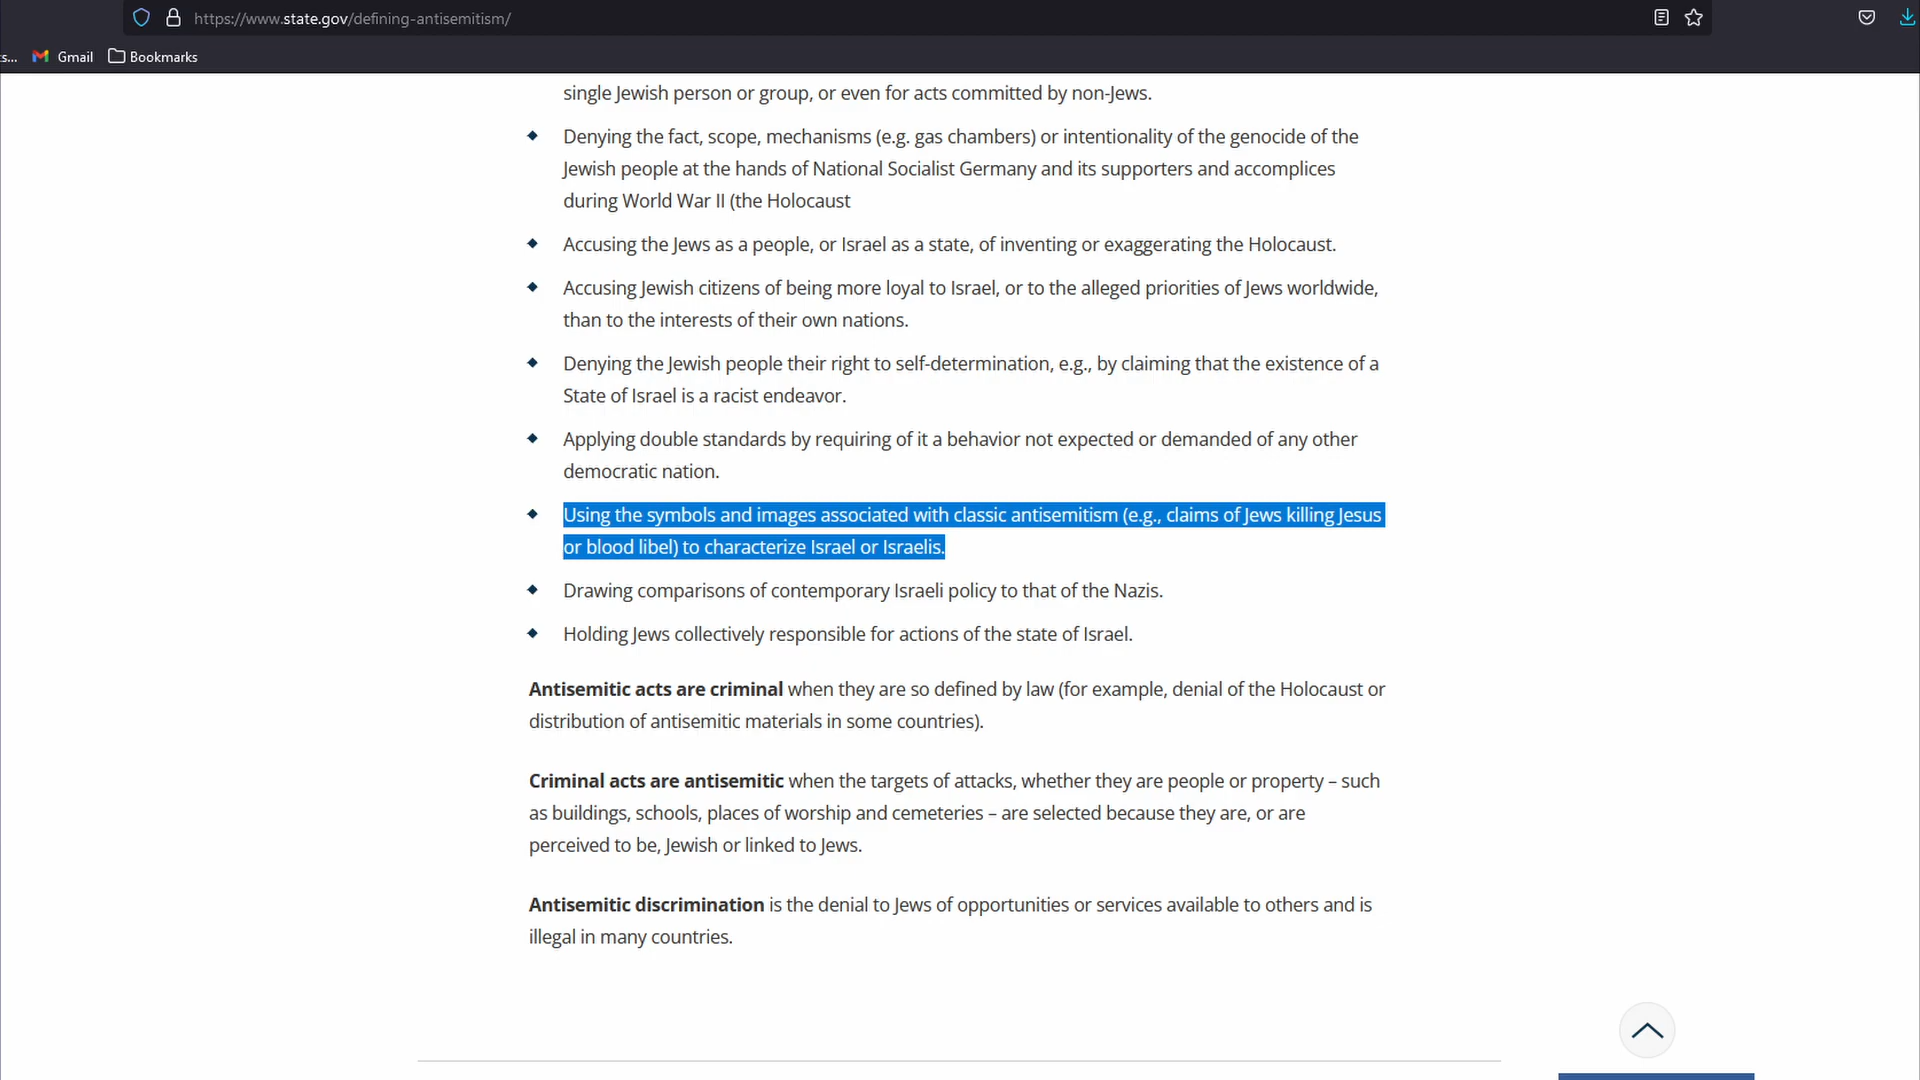 https://www.state.gov/defining-antisemitism/
s... Gmail Bookmarks
single Jewish person or group, or even for acts committed by non-Jews.
Denying the fact, scope, mechanisms (e.g. gas chambers) or intentionality of the genocide of the
Jewish people at the hands of National Socialist Germany and its supporters and accomplices
during World War II (the Holocaust
Accusing the Jews as a people, or Israel as a state, of inventing or exaggerating the Holocaust.
Accusing Jewish citizens of being more loyal to Israel, or to the alleged priorities of Jews worldwide,
than to the interests of their own nations.
Denying the Jewish people their right to self-determination, e.g., by claiming that the existence of a
State of Israel is a racist endeavor.
Applying double standards by requiring of it a behavior not expected or demanded of any other
democratic nation.
Using the symbols and images associated with classic antisemitism (e.g., claims of Jews killing Jesus
or blood libel) to characterize Israel or Israelis.
Drawing comparisons of contemporary Israeli policy to that of the Nazis.
Holding Jews collectively responsible for actions of the state of Israel.
Antisemitic acts are criminal when they are so defined by law (for example, denial of the Holocaust or
distribution of antisemitic materials in some countries).
Criminal acts are antisemitic when the targets of attacks, whether they are people or property – such
as buildings, schools, places of worship and cemeteries – are selected because they are, or are
perceived to be, Jewish or linked to Jews.
Antisemitic discrimination is the denial to Jews of opportunities or services available to others and is
illegal in many countries.